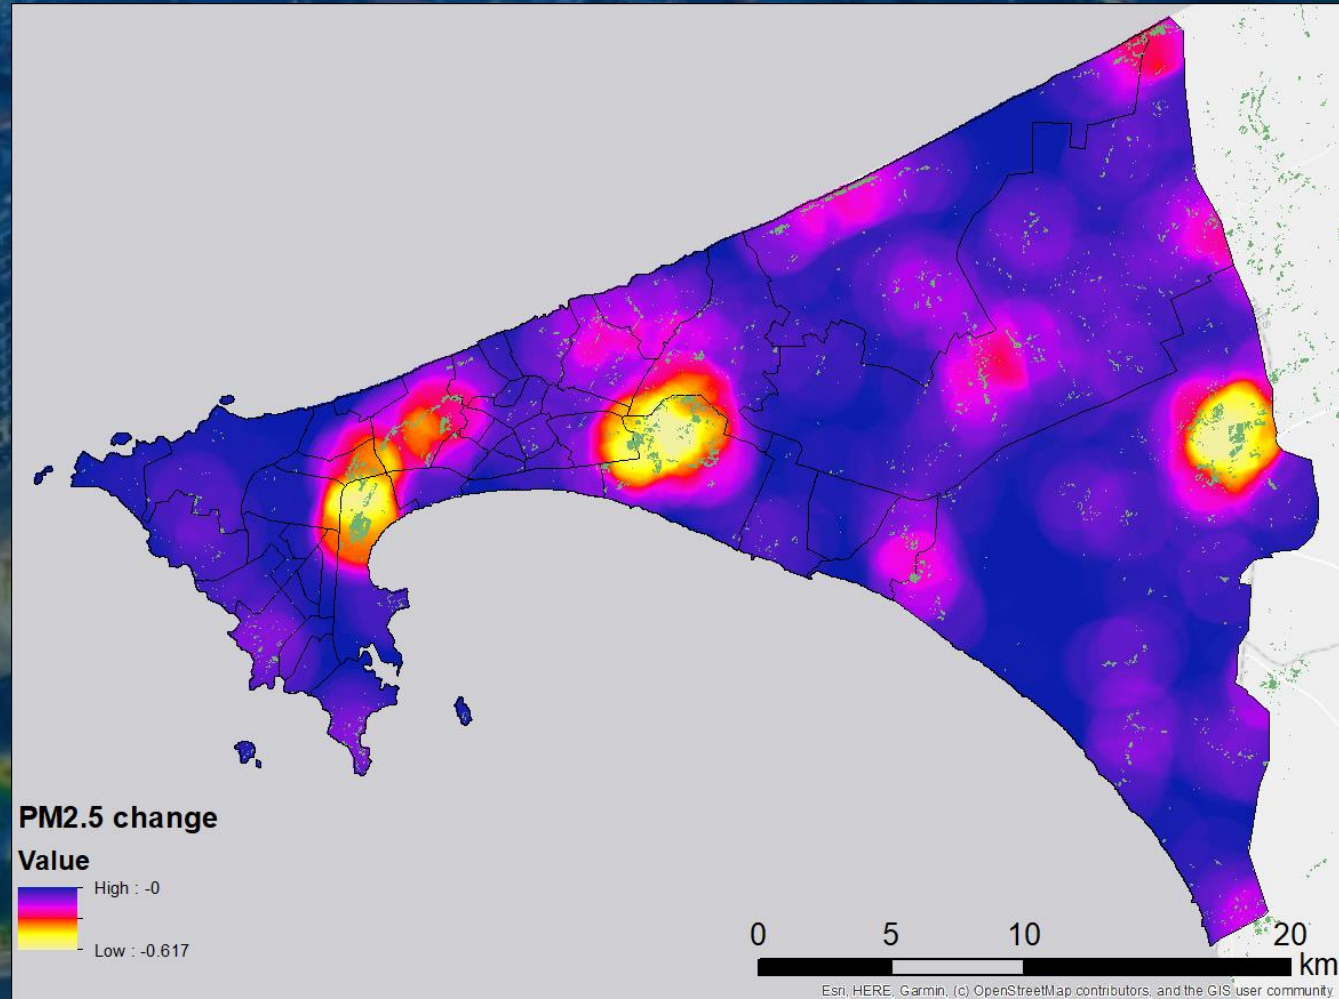 PM2.5 change
Value
High : -0
Low : -0.617
0 5 10 20
km
Esri, HERE, Garmin, (c) OpenStreetMap contributors, and the GIS user community